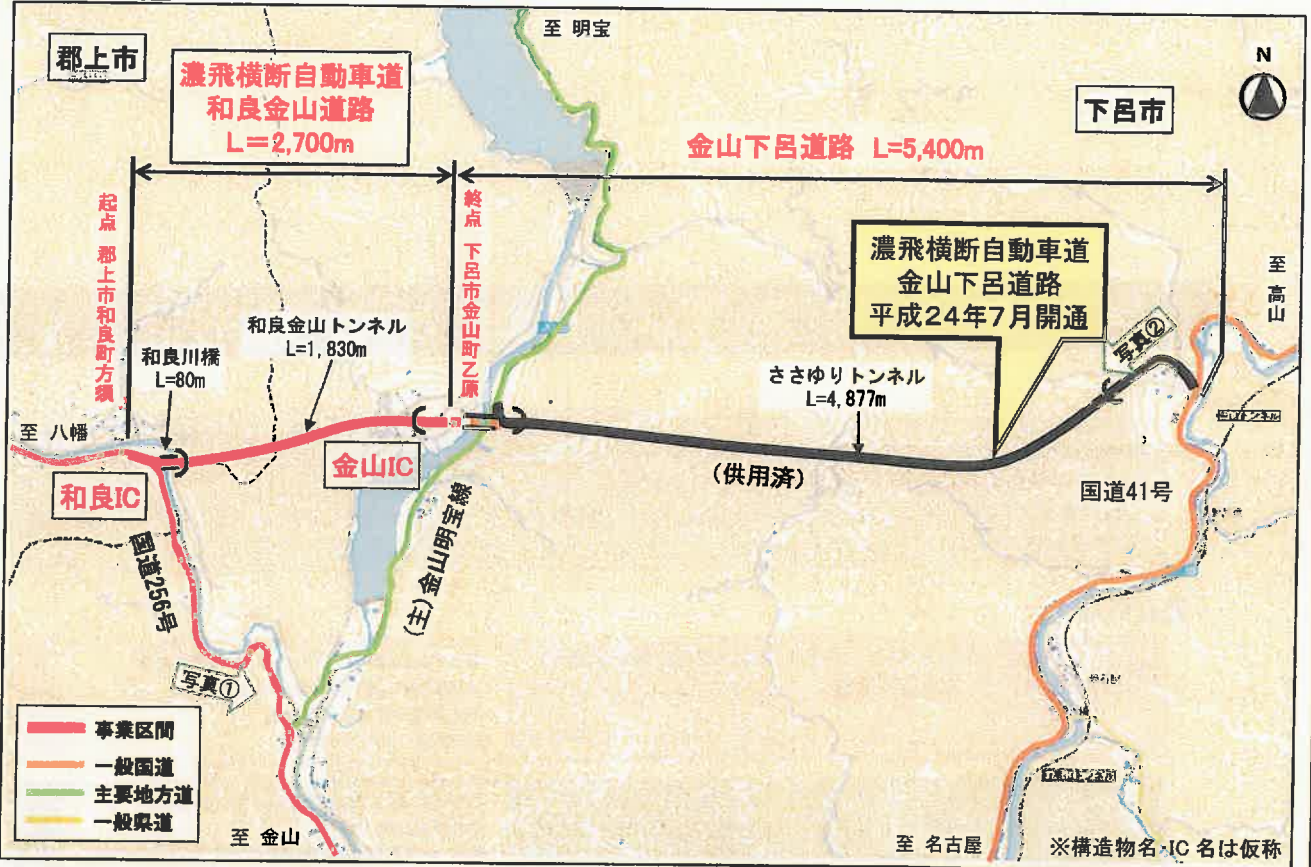 郡上市
濃飛横断自動車道
和良金山道路
L=2,700m
至 明宝
N
下呂市
金山下呂道路 L=5,400m
起点 郡上市和良町方須
終点 下呂市金山町乙原
濃飛横断自動車道
金山下呂道路
平成24年7月開通
至 高山
写真②
和良金山トンネル
L=1,830m
和良川橋
L=80m
ささゆりトンネル
L=4,877m
至 八幡
和良IC
金山IC
(供用済)
国道41号
国道256号
(主)金山明宝線
写真①
事業区間
一般国道
主要地方道
一般県道
至 金山
至 名古屋
※構造物名・IC 名は仮称